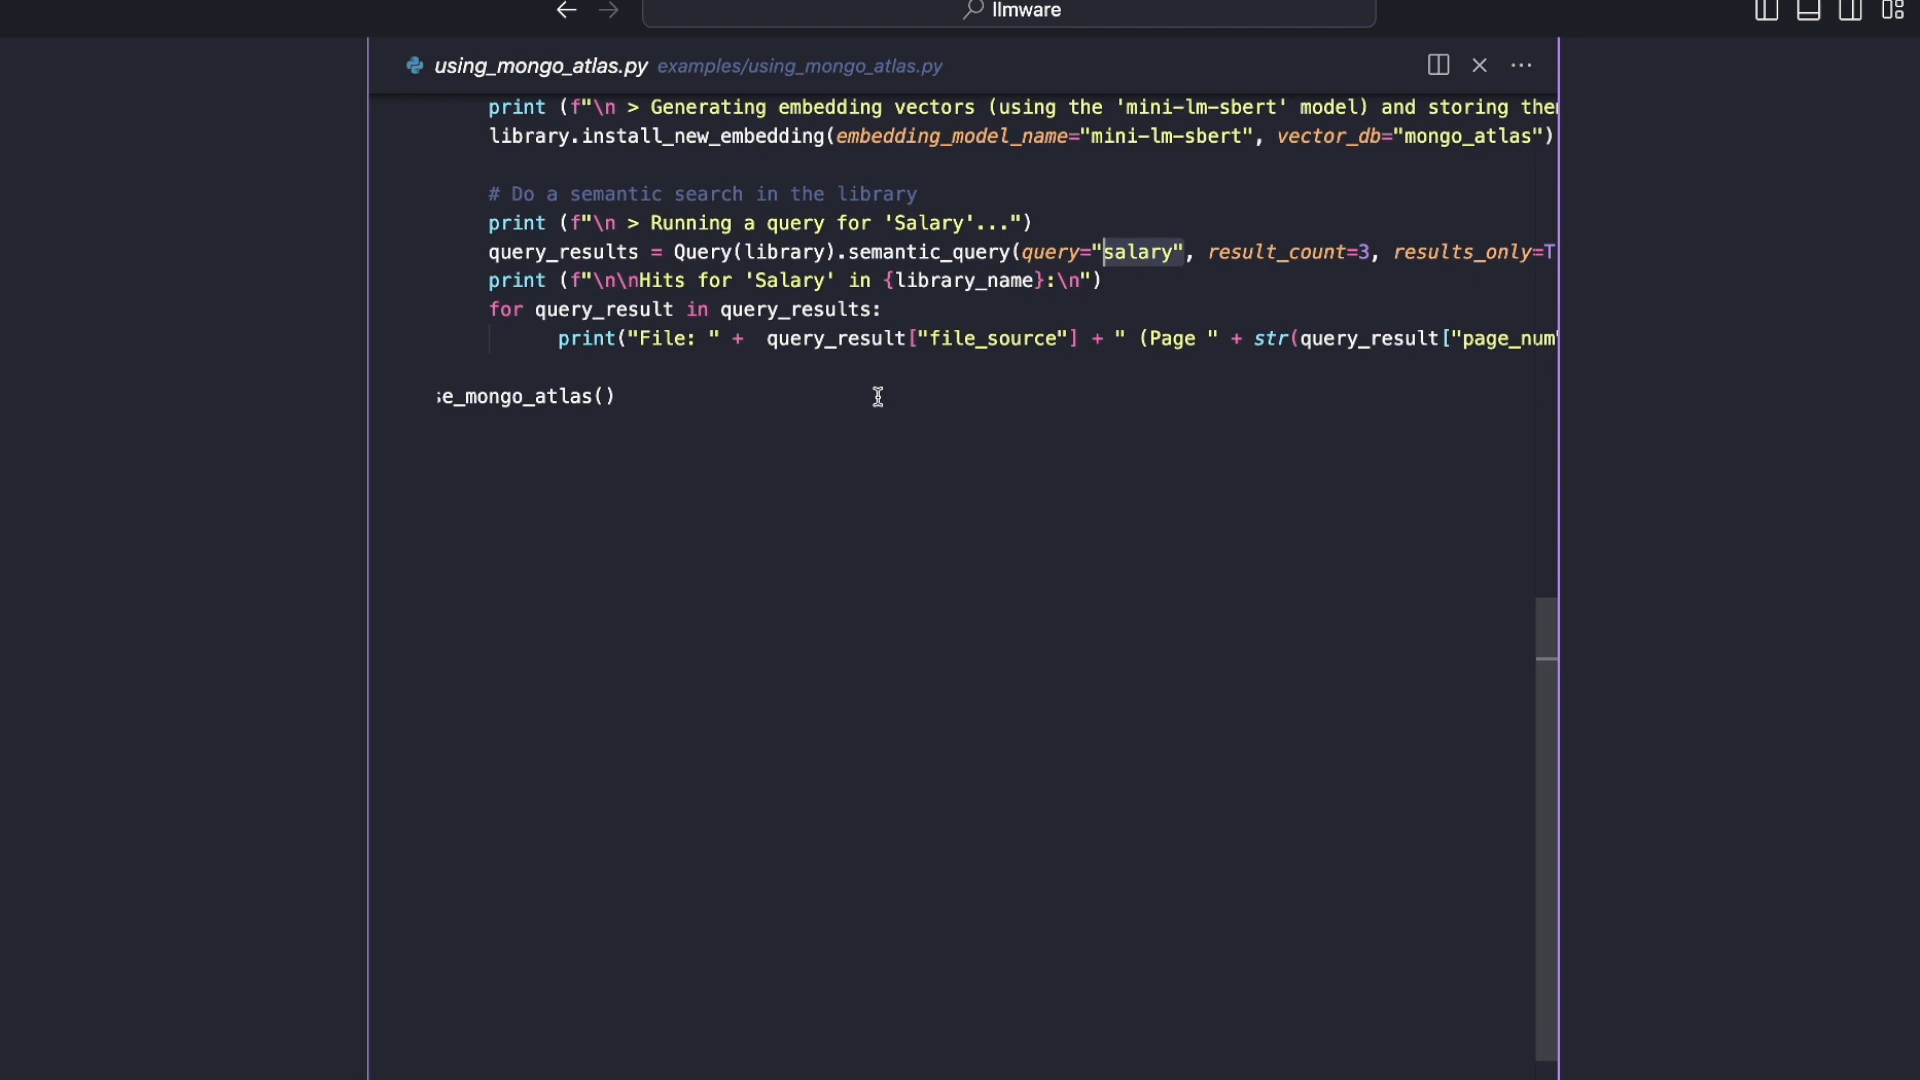 llmware
using_mongo_atlas.py examples/using_mongo_atlas.py
print (f"\n > Generating embedding vectors (using the 'mini-lm-sbert' model) and storing
library.install_new_embedding(embedding_model_name="mini-lm-sbert", vector_db="mongo_atlas")
# Do a semantic search in the library
print (f"\n > Running a query for 'Salary'...")
query_results = Query(library).semantic_query(query="salary", result_count=3, results_only=T
print (f"\n\nHits for 'Salary' in {library_name}:\n")
for query_result in query_results:
print("File: " + query_result["file_source"] + " (Page " + str(query_result["page_num"
se_mongo_atlas()